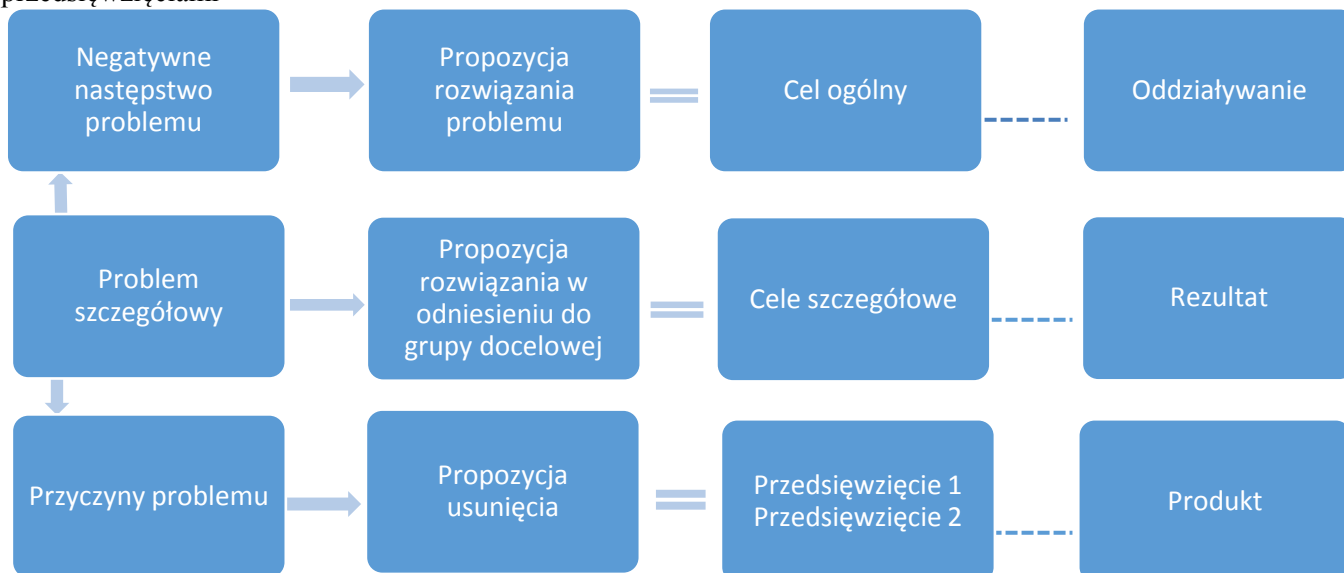 przedsięwzięciami
Negatywne
następstwo
problemu
Propozycja
rozwiązania
problemu
Cel ogólny
Oddziaływanie
Problem
szczegółowy
Propozycja
rozwiązania w
odniesieniu do
grupy docelowej
Cele szczegółowe
Rezultat
Przyczyny problemu
Propozycja
usunięcia
Przedsięwzięcie 1
Przedsięwzięcie 2
Produkt